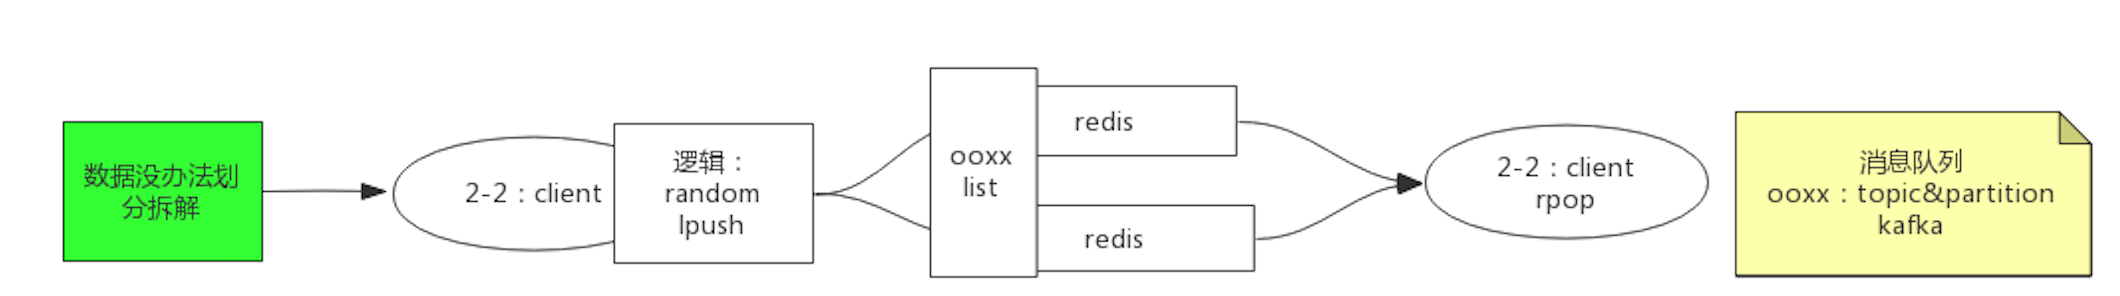 数据没办法划
分拆解
2-2：client
逻辑：
random
lpush
ooxx
list
redis
redis
2-2：client
rpop
消息队列
ooxx：topic&partition
kafka